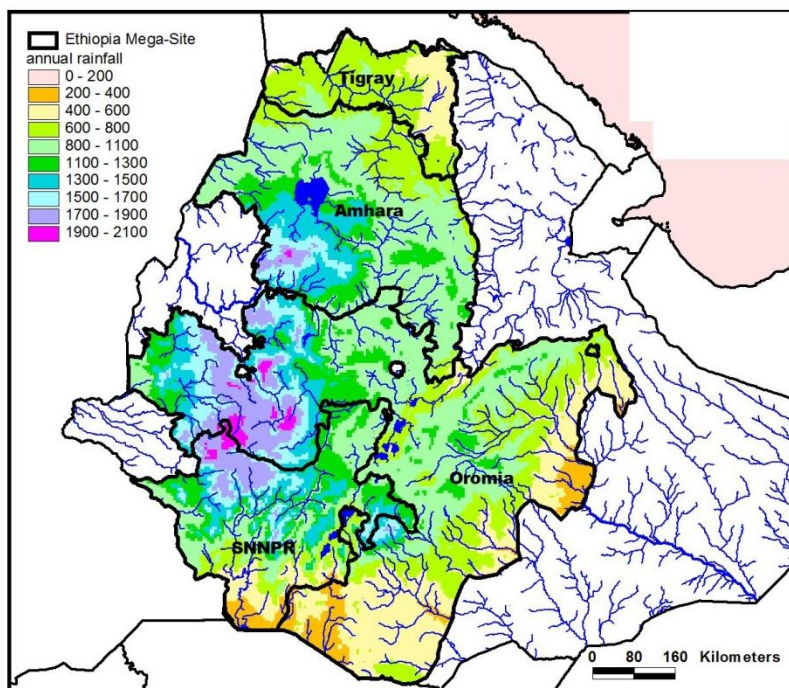 Ethiopia Mega-Site
annual rainfall
0 - 200
200 - 400
400 - 600
600 - 800
800 - 1100
1100 - 1300
1300 - 1500
1500 - 1700
1700 - 1900
1900 - 2100
Tigray
Amhara
Oromia
SNNPR
0 80 160 Kilometers